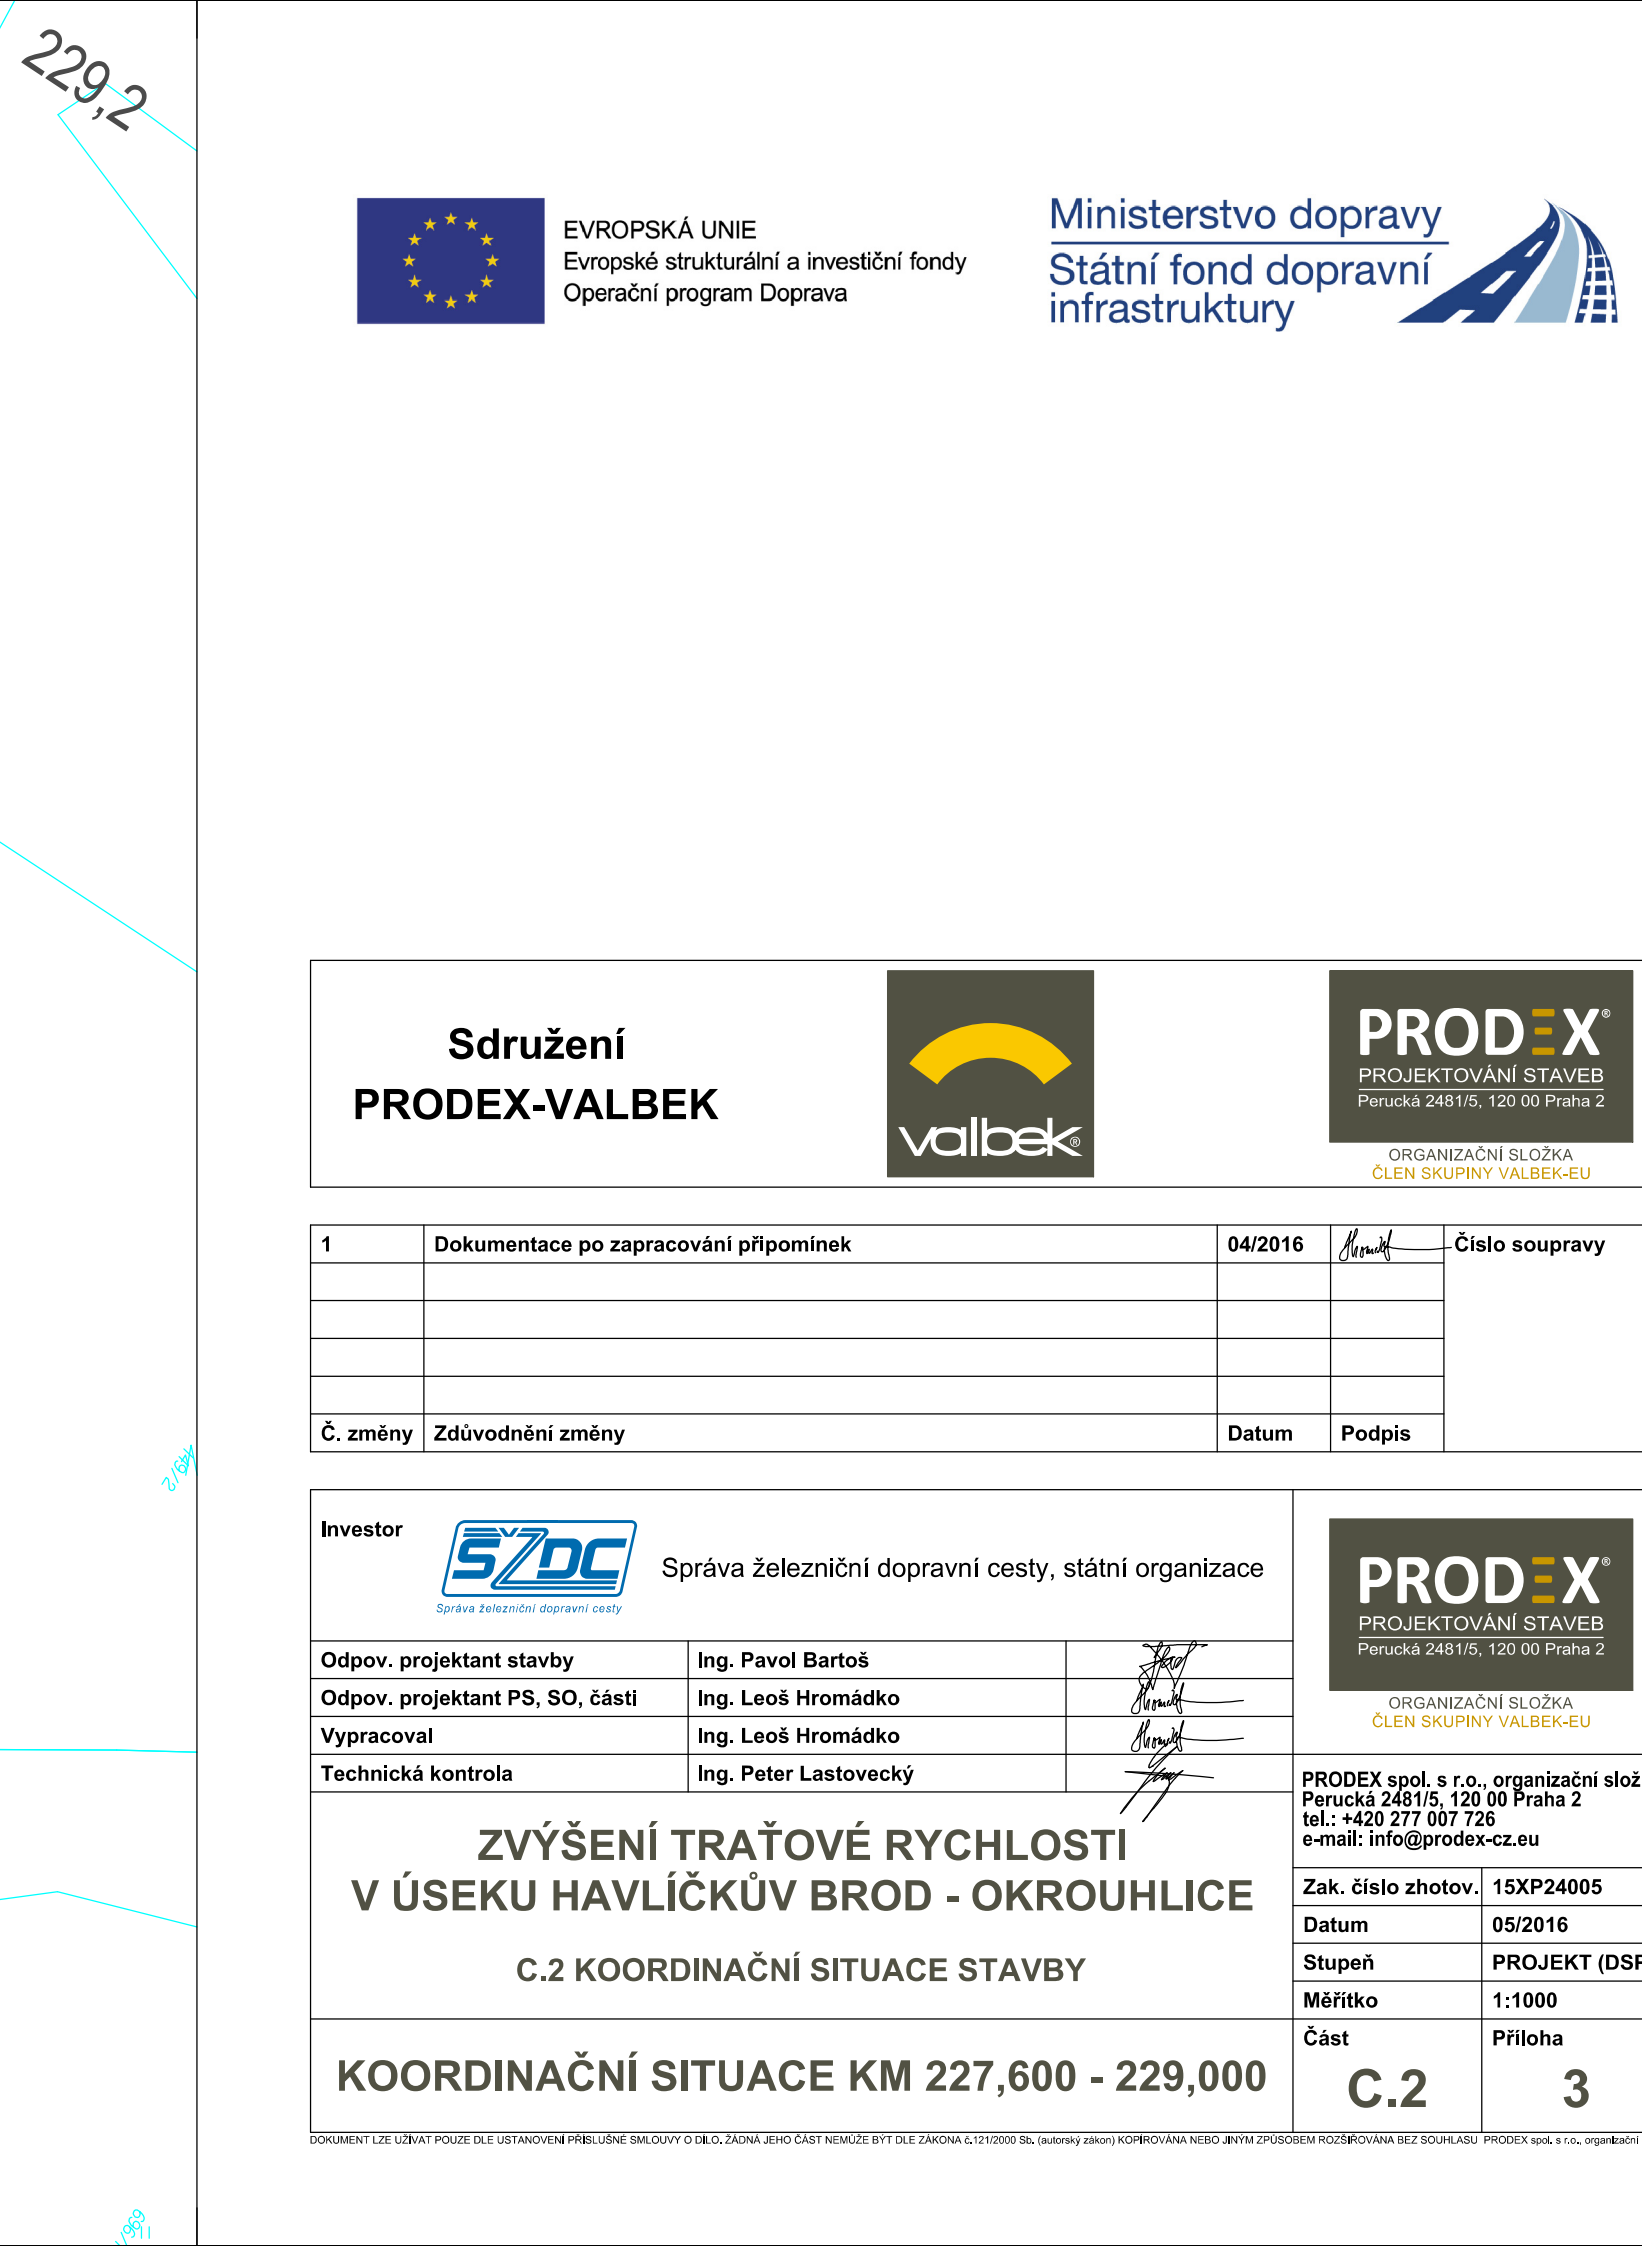 229,2
EVROPSKÁ UNIE
Evropské strukturální a investiční fondy
Operační program Doprava
Ministerstvo dopravy
Státní fond dopravní
infrastruktury
Sdružení
PRODEX-VALBEK
valbek®
PRODEX®
PROJEKTOVÁNÍ STAVEB
Perucká 2481/5, 120 00 Praha 2
ORGANIZAČNÍ SLOŽKA
ČLEN SKUPINY VALBEK-EU
1 Dokumentace po zapracování připomínek 04/2016 Číslo soupravy
Č. změny Zdůvodnění změny Datum Podpis
Investor
SŽDC
Správa železniční dopravní cesty
Správa železniční dopravní cesty, státní organizace
PRODEX®
PROJEKTOVÁNÍ STAVEB
Perucká 2481/5, 120 00 Praha 2
ORGANIZAČNÍ SLOŽKA
ČLEN SKUPINY VALBEK-EU
Odpov. projektant stavby Ing. Pavol Bartoš
Odpov. projektant PS, SO, části Ing. Leoš Hromádko
Vypracoval Ing. Leoš Hromádko
Technická kontrola Ing. Peter Lastovecký
PRODEX spol. s r.o., organizační slož
Perucká 2481/5, 120 00 Praha 2
tel.: +420 277 007 726
e-mail: info@prodex-cz.eu
ZVÝŠENÍ TRAŤOVÉ RYCHLOSTI
V ÚSEKU HAVLÍČKŮV BROD - OKROUHLICE
C.2 KOORDINAČNÍ SITUACE STAVBY
Zak. číslo zhotov. 15XP24005
Datum 05/2016
Stupeň PROJEKT (DSP
Měřítko 1:1000
Část Příloha
C.2 3
KOORDINAČNÍ SITUACE KM 227,600 - 229,000
DOKUMENT LZE UŽÍVAT POUZE DLE USTANOVENÍ PŘÍSLUŠNÉ SMLOUVY O DÍLO. ŽÁDNÁ JEHO ČÁST NEMŮŽE BÝT DLE ZÁKONA č.121/2000 Sb. (autorský zákon) KOPÍROVÁNA NEBO JINÝM ZPŮSOBEM ROZŠIŘOVÁNA BEZ SOUHLASU PRODEX spol. s r.o., organizační